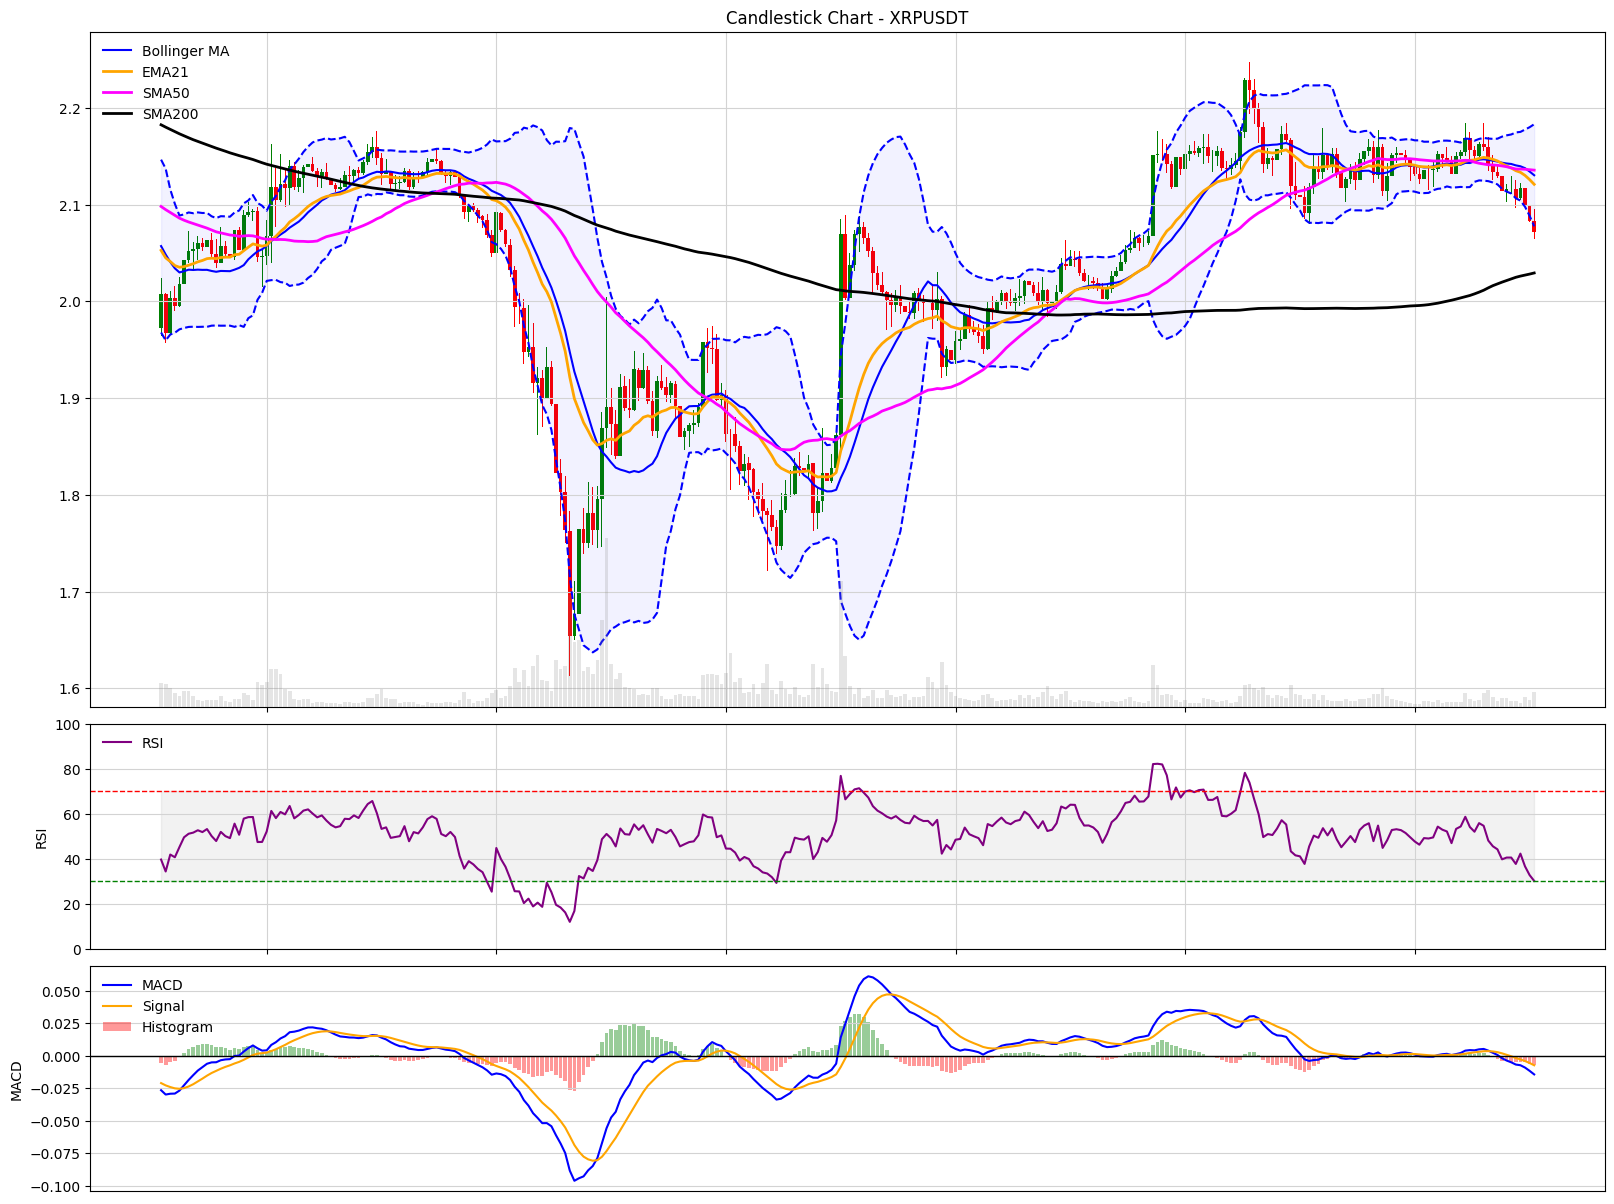 Candlestick Chart - XRPUSDT
Bollinger MA
EMA21
SMA50
SMA200
2.2
2.1
2.0
1.9
1.8
1.7
1.6
RSI
100
80
60
40
20
0
RSI
MACD
Signal
Histogram
0.050
0.025
0.000
−0.025
−0.050
−0.075
−0.100
MACD